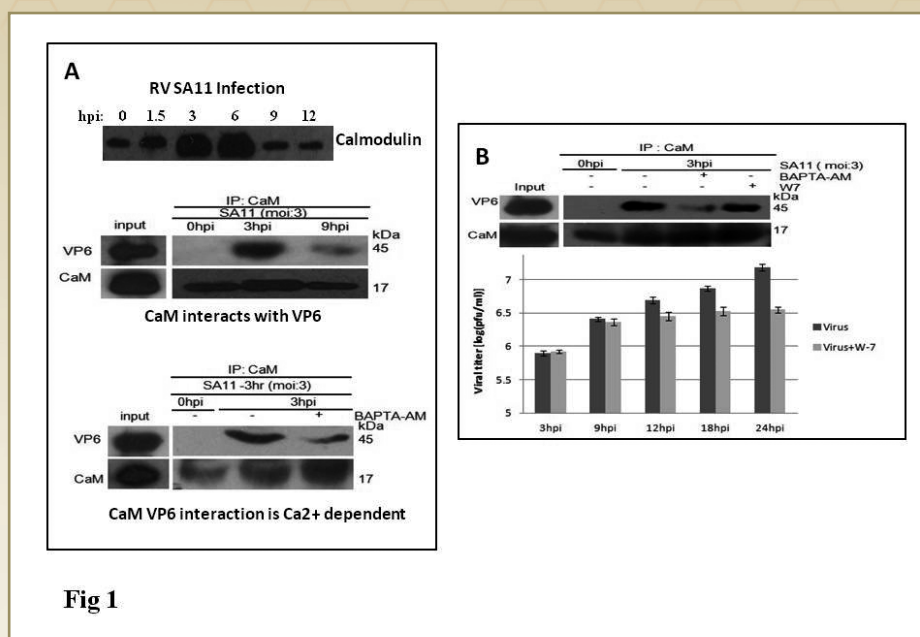 A
RV SA11 Infection
hpi: 0 1.5 3 6 9 12
Calmodulin
IP: CaM
SA11 (moi:3)
input 0hpi 3hpi 9hpi
kDa
VP6 45
CaM 17
CaM interacts with VP6
IP: CaM
SA11 -3hr (moi:3)
0hpi 3hpi
input - - + BAPTA-AM
kDa
VP6 45
CaM 17
CaM VP6 interaction is Ca2+ dependent
B
IP : CaM
0hpi 3hpi SA11 ( moi:3)
- - + - BAPTA-AM
Input - - - + W7
kDa
VP6 45
CaM 17
Viral titer [log(pfu/ml)]
7
6.5
6
5.5
5
3hpi 9hpi 12hpi 18hpi 24hpi
Virus
Virus+W-7
Fig 1